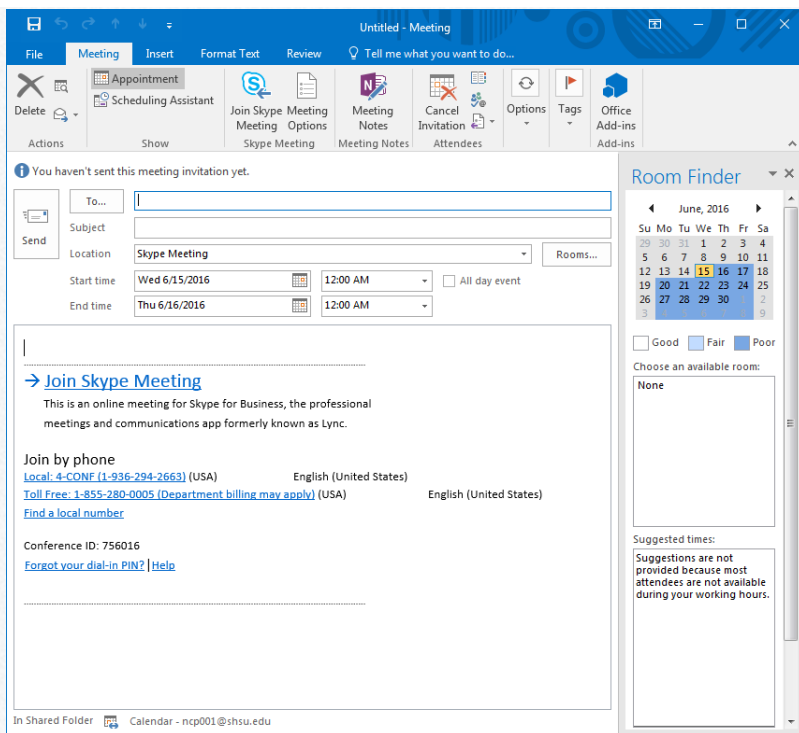 Untitled - Meeting
File Meeting Insert Format Text Review Tell me what you want to do...
Delete
Appointment
Scheduling Assistant
Join Skype Meeting
Meeting Options
Meeting Notes
Cancel Invitation
Options
Tags
Office Add-ins
Actions Show Skype Meeting Meeting Notes Attendees Add-ins
You haven't sent this meeting invitation yet.
Send
To...
Subject
Location Skype Meeting Rooms...
Start time Wed 6/15/2016 12:00 AM All day event
End time Thu 6/16/2016 12:00 AM
→ Join Skype Meeting
This is an online meeting for Skype for Business, the professional
meetings and communications app formerly known as Lync.
Join by phone
Local: 4-CONF (1-936-294-2663) (USA) English (United States)
Toll Free: 1-855-280-0005 (Department billing may apply) (USA) English (United States)
Find a local number
Conference ID: 756016
Forgot your dial-in PIN? | Help
In Shared Folder Calendar - ncp001@shsu.edu
Room Finder
June, 2016
Su Mo Tu We Th Fr Sa
29 30 31 1 2 3 4
5 6 7 8 9 10 11
12 13 14 15 16 17 18
19 20 21 22 23 24 25
26 27 28 29 30 1 2
3 4 5 6 7 8 9
Good Fair Poor
Choose an available room:
None
Suggested times:
Suggestions are not
provided because most
attendees are not available
during your working hours.